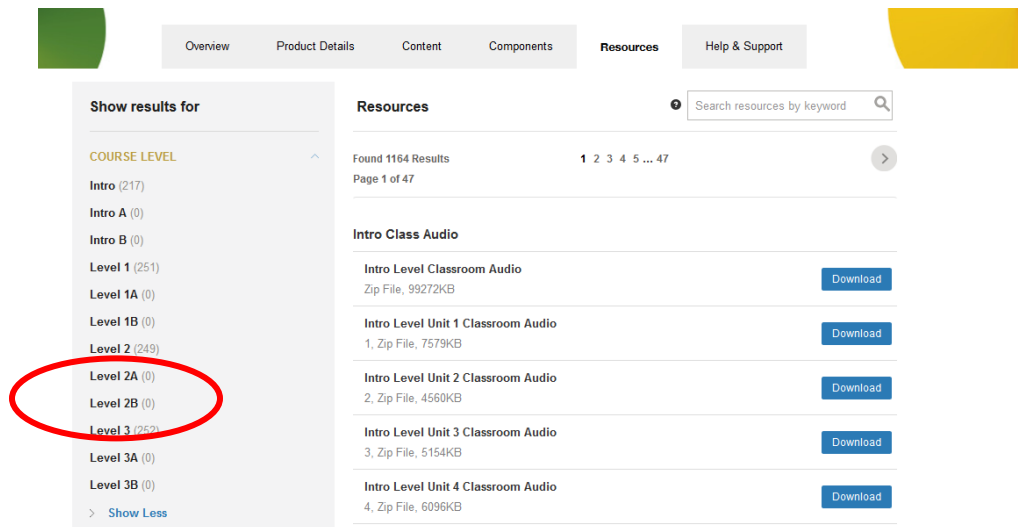 Overview Product Details Content Components Resources Help & Support
Show results for
COURSE LEVEL
Intro (217)
Intro A (0)
Intro B (0)
Level 1 (251)
Level 1A (0)
Level 1B (0)
Level 2 (249)
Level 2A (0)
Level 2B (0)
Level 3 (252)
Level 3A (0)
Level 3B (0)
> Show Less
Resources
? Search resources by keyword
Found 1164 Results 1 2 3 4 5 ... 47 >
Page 1 of 47
Intro Class Audio
Intro Level Classroom Audio
Zip File, 99272KB
Download
Intro Level Unit 1 Classroom Audio
1, Zip File, 7579KB
Download
Intro Level Unit 2 Classroom Audio
2, Zip File, 4560KB
Download
Intro Level Unit 3 Classroom Audio
3, Zip File, 5154KB
Download
Intro Level Unit 4 Classroom Audio
4, Zip File, 6096KB
Download